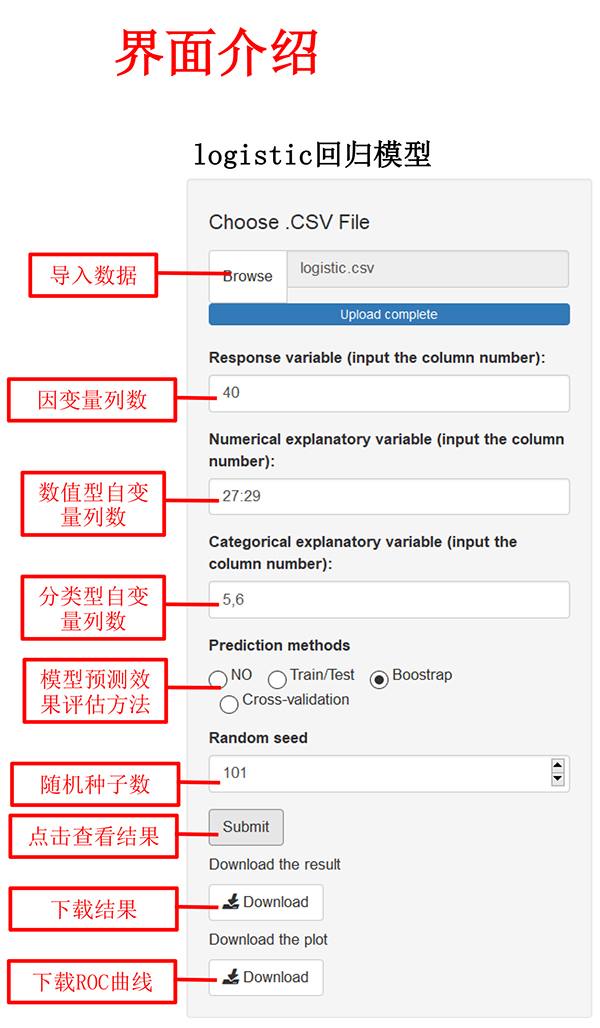 界面介绍
logistic回归模型
Choose .CSV File
导入数据
Browse
logistic.csv
Upload complete
Response variable (input the column number):
因变量列数
40
Numerical explanatory variable (input the column
number):
数值型自变
量列数
27:29
Categorical explanatory variable (input the
column number):
分类型自变
量列数
5,6
Prediction methods
模型预测效
果评估方法
NO Train/Test Boostrap
Cross-validation
Random seed
随机种子数
101
点击查看结果
Submit
Download the result
下载结果
Download
Download the plot
下载ROC曲线
Download